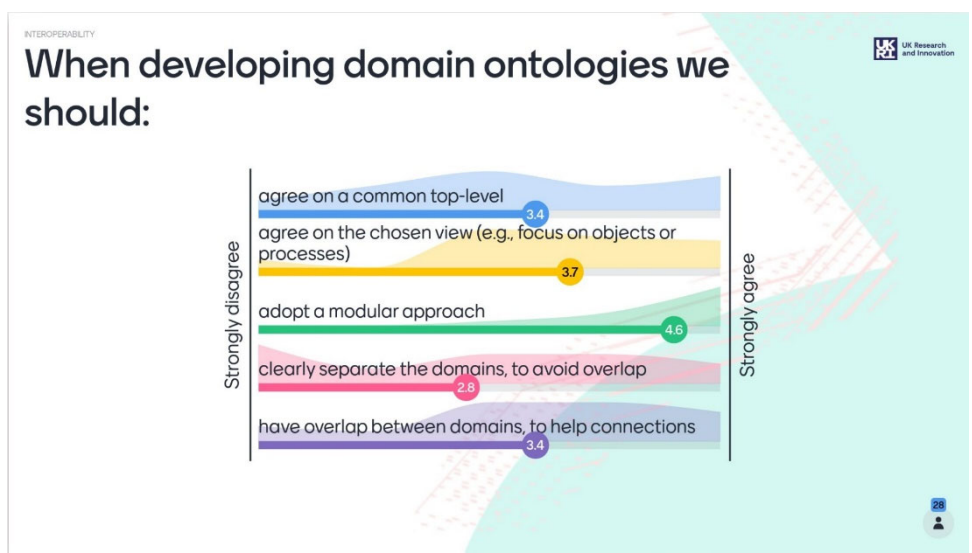 INTEROPERABILITY
When developing domain ontologies we
should:
UK
RI
UK Research
and Innovation
Strongly disagree
agree on a common top-level
3.4
agree on the chosen view (e.g., focus on objects or
processes)
3.7
adopt a modular approach
4.6
clearly separate the domains, to avoid overlap
2.8
have overlap between domains, to help connections
3.4
Strongly agree
28